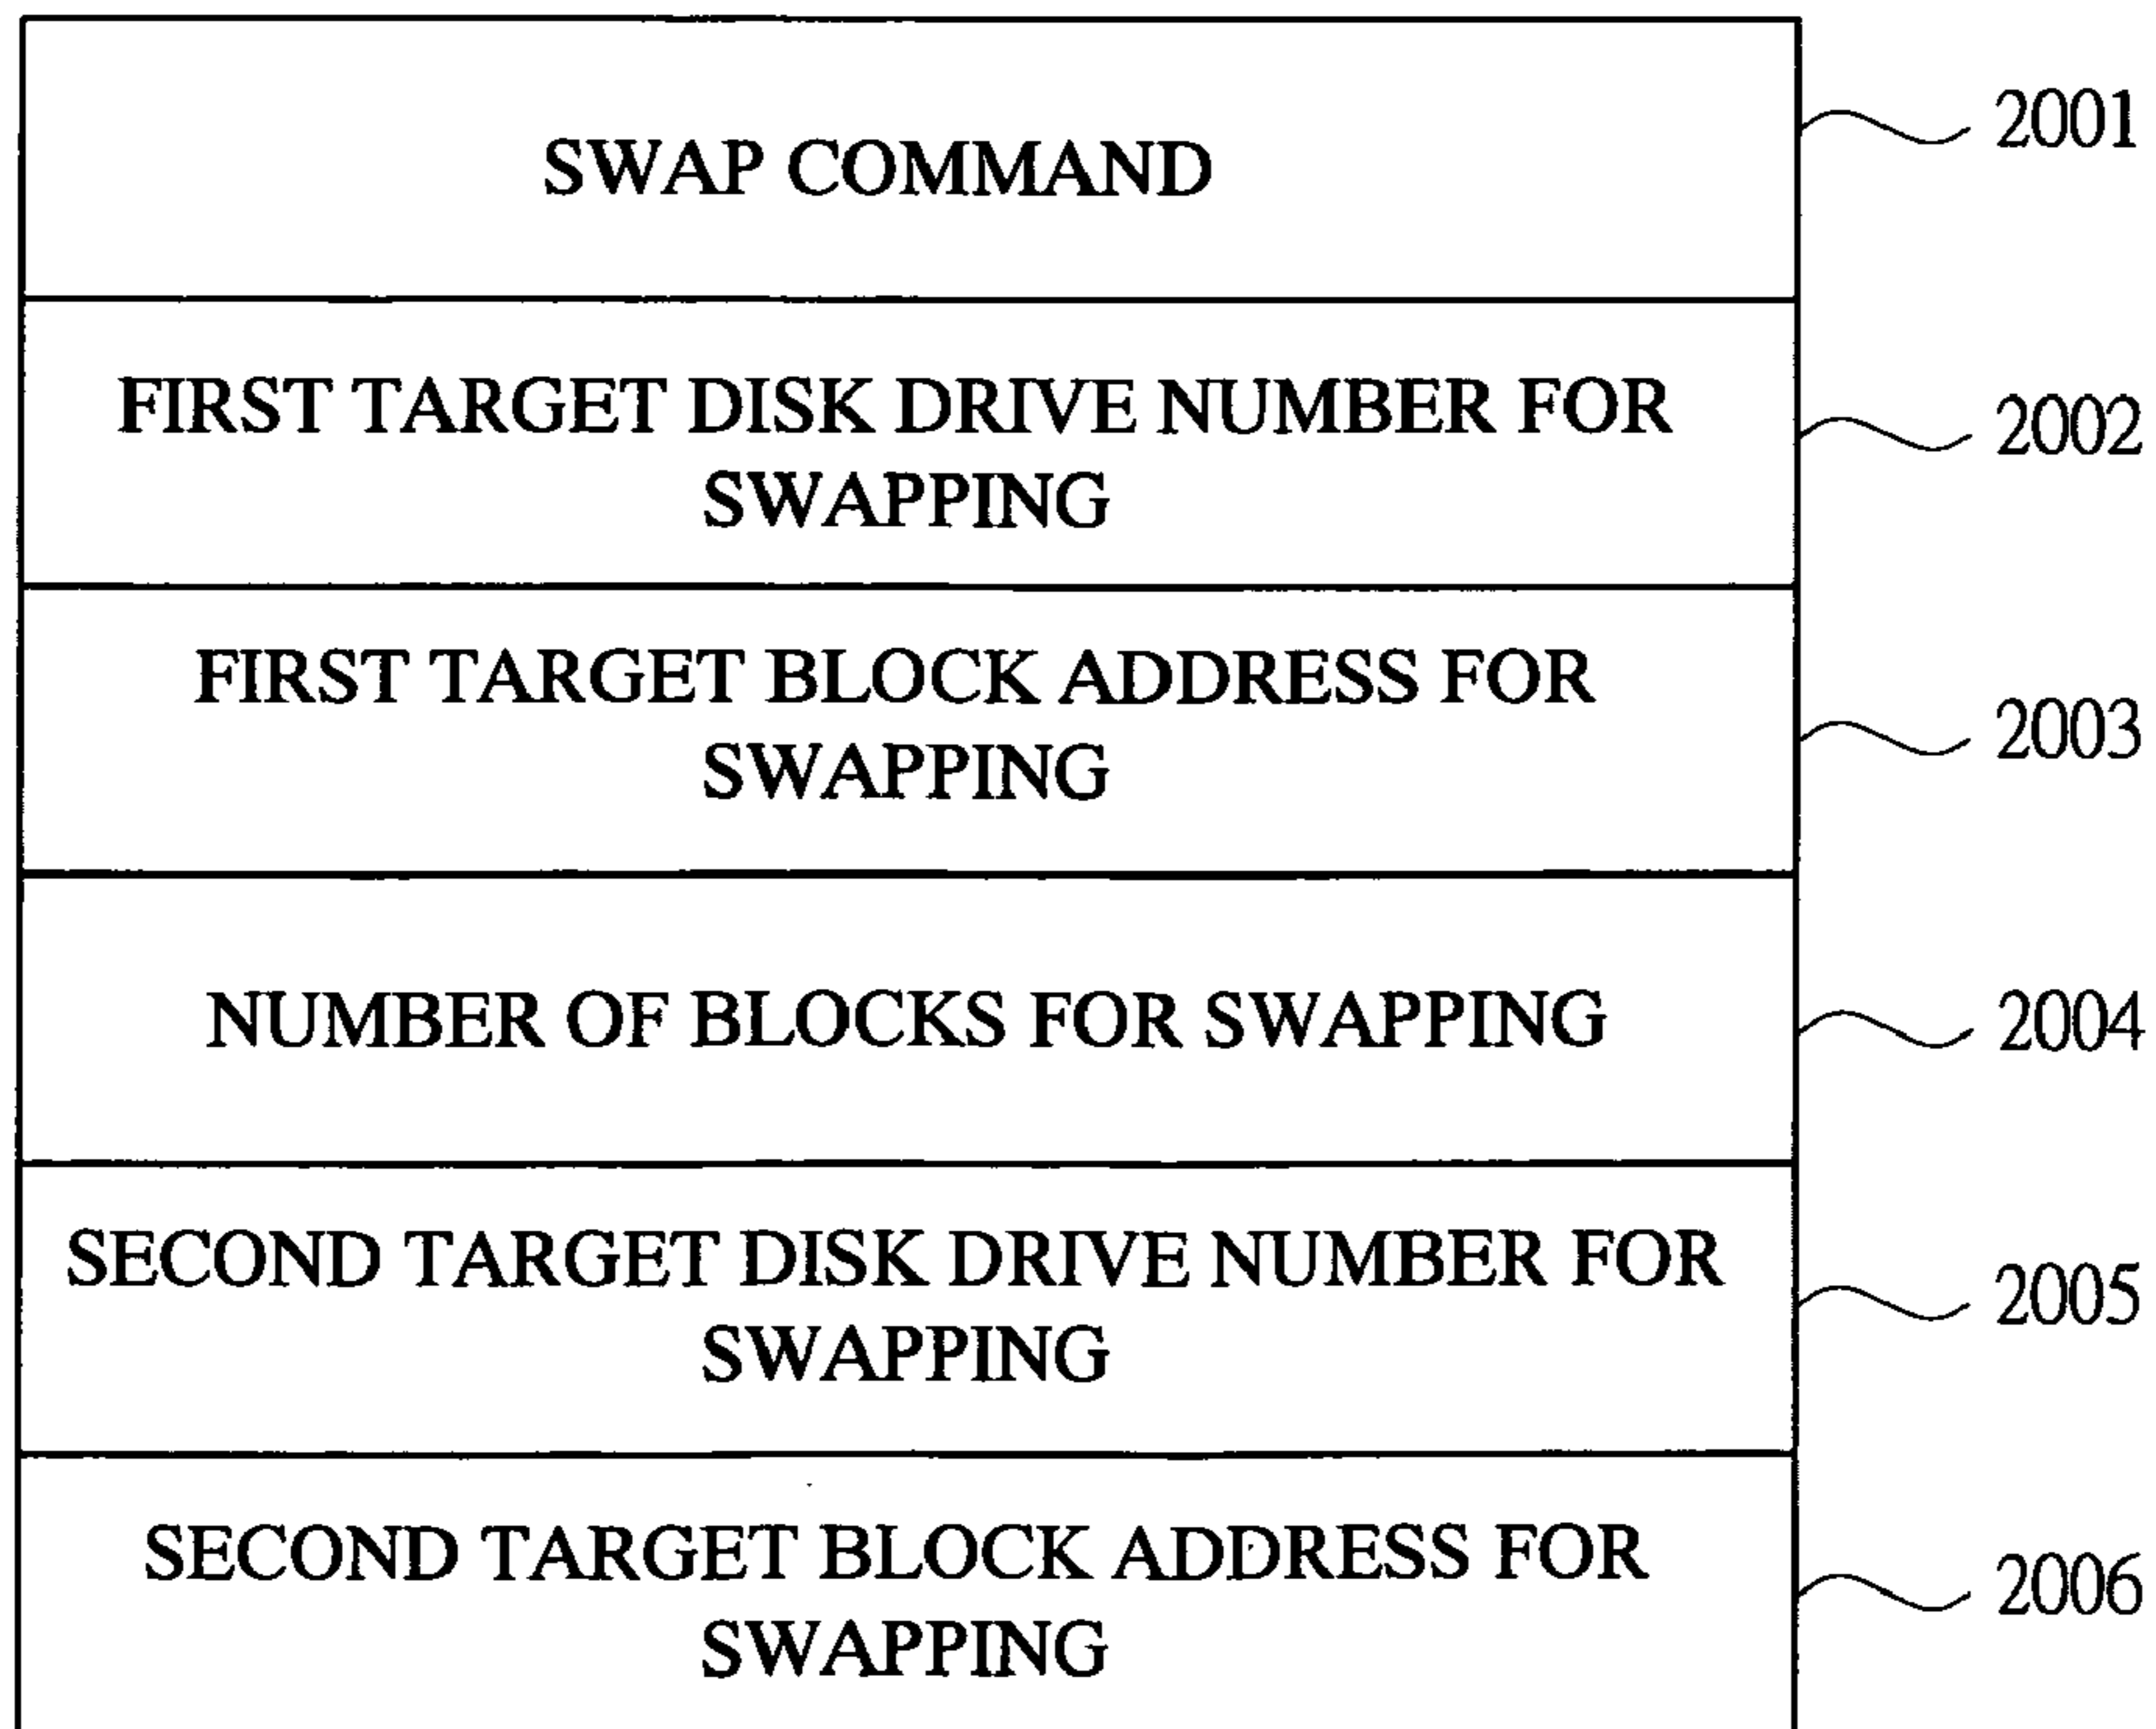 SWAP COMMAND
2001
FIRST TARGET DISK DRIVE NUMBER FOR
SWAPPING
2002
FIRST TARGET BLOCK ADDRESS FOR
SWAPPING
2003
NUMBER OF BLOCKS FOR SWAPPING
2004
SECOND TARGET DISK DRIVE NUMBER FOR
SWAPPING
2005
SECOND TARGET BLOCK ADDRESS FOR
SWAPPING
2006